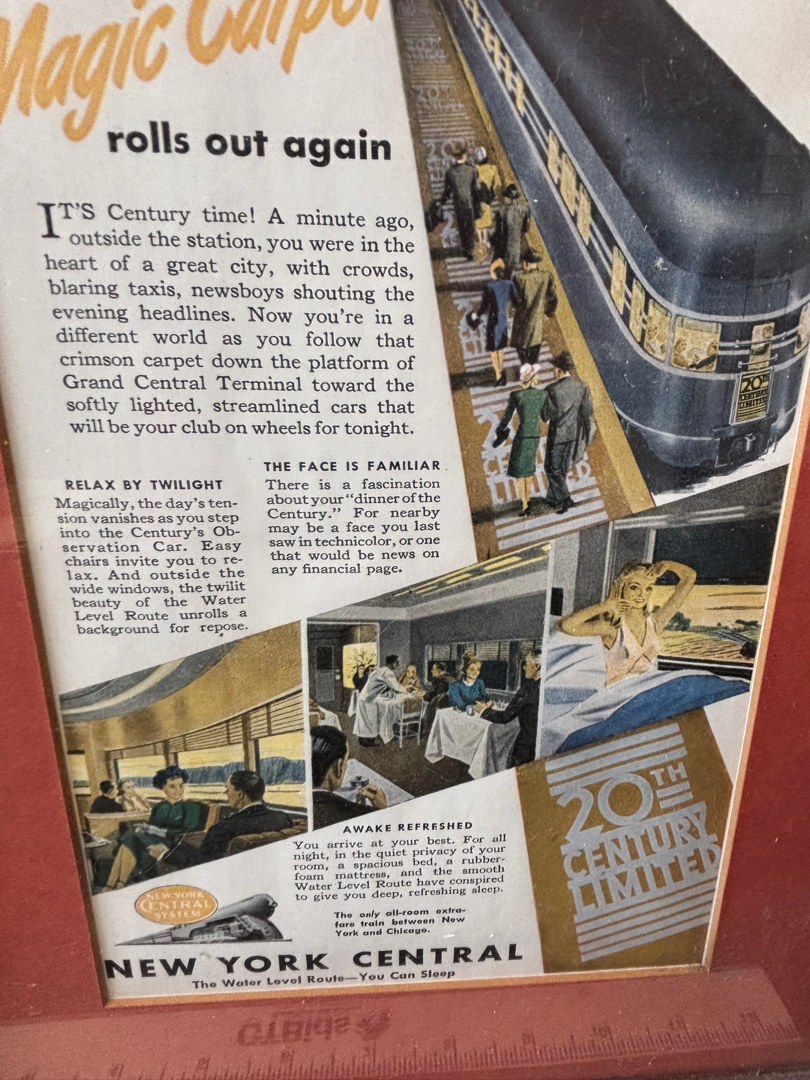 Magic Carpet
rolls out again
IT'S Century time! A minute ago,
outside the station, you were in the
heart of a great city, with crowds,
blaring taxis, newsboys shouting the
evening headlines. Now you're in a
different world as you follow that
crimson carpet down the platform of
Grand Central Terminal toward the
softly lighted, streamlined cars that
will be your club on wheels for tonight.
RELAX BY TWILIGHT
Magically, the day's ten-
sion vanishes as you step
into the Century's Ob-
servation Car. Easy
chairs invite you to re-
lax. And outside the
wide windows, the twilit
beauty of the Water
Level Route unrolls a
background for repose.
THE FACE IS FAMILIAR
There is a fascination
about your "dinner of the
Century." For nearby
may be a face you last
saw in technicolor, or one
that would be news on
any financial page.
20TH
CENTURY
LIMITED
AWAKE REFRESHED
You arrive at your best. For all
night, in the quiet privacy of your
room, a spacious bed, a rubber-
foam mattress, and the smooth
Water Level Route have conspired
to give you deep, refreshing sleep.
The only all-room extra-
fare train between New
York and Chicago.
20TH
CENTURY
LIMITED
NEW YORK
CENTRAL
SYSTEM
NEW YORK CENTRAL
The Water Level Route—You Can Sleep